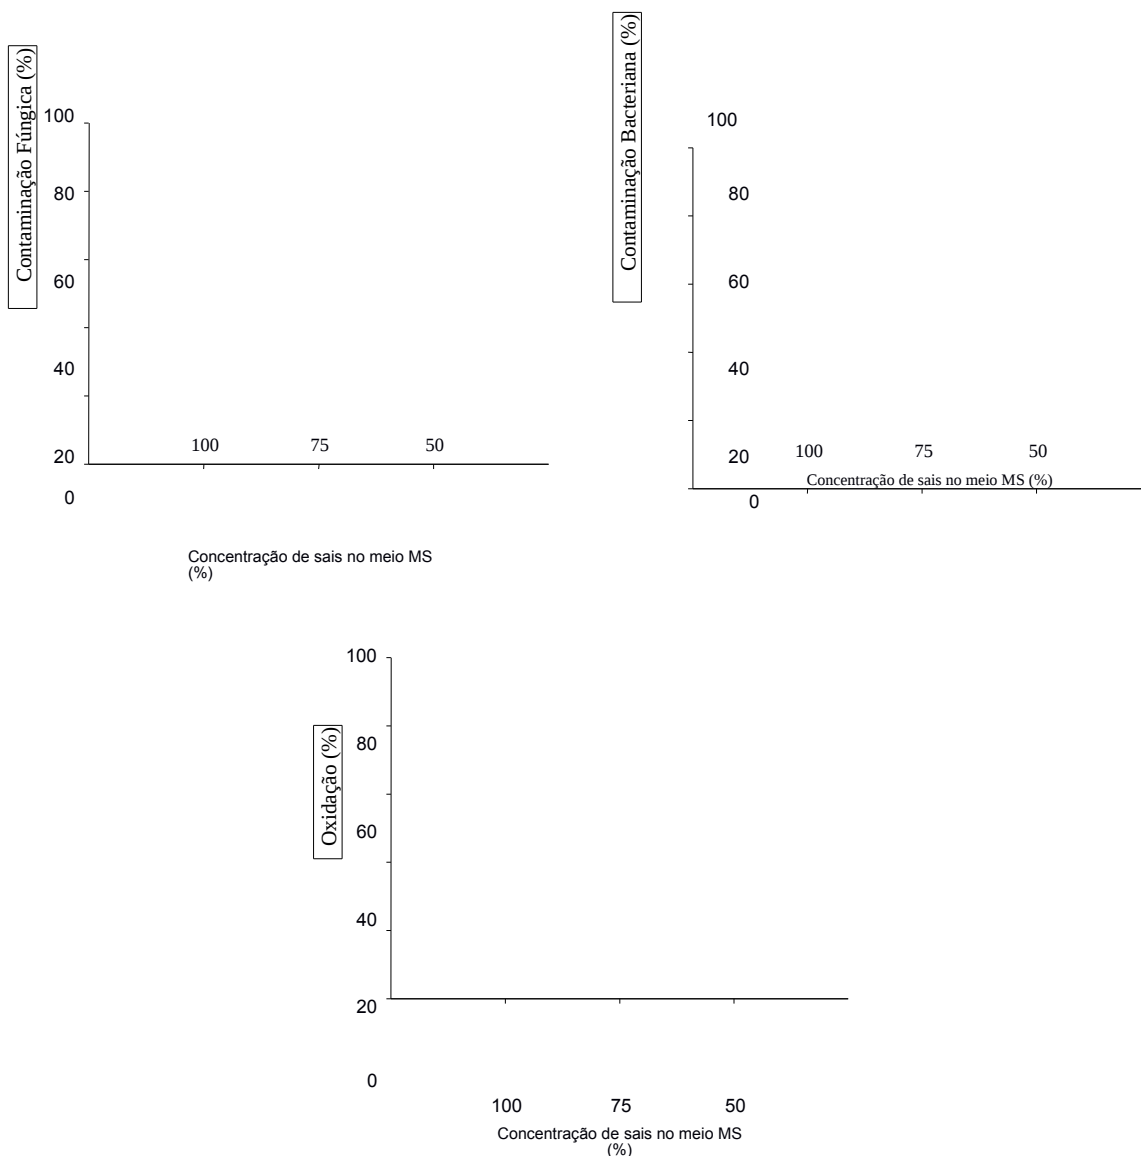 Contaminação Fúngica (%)
100
80
60
40
20
0
100 75 50
Concentração de sais no meio MS
(%)
Contaminação Bacteriana (%)
100
80
60
40
20
0
100 75 50
Concentração de sais no meio MS (%)
Oxidação (%)
100
80
60
40
20
0
100 75 50
Concentração de sais no meio MS
(%)